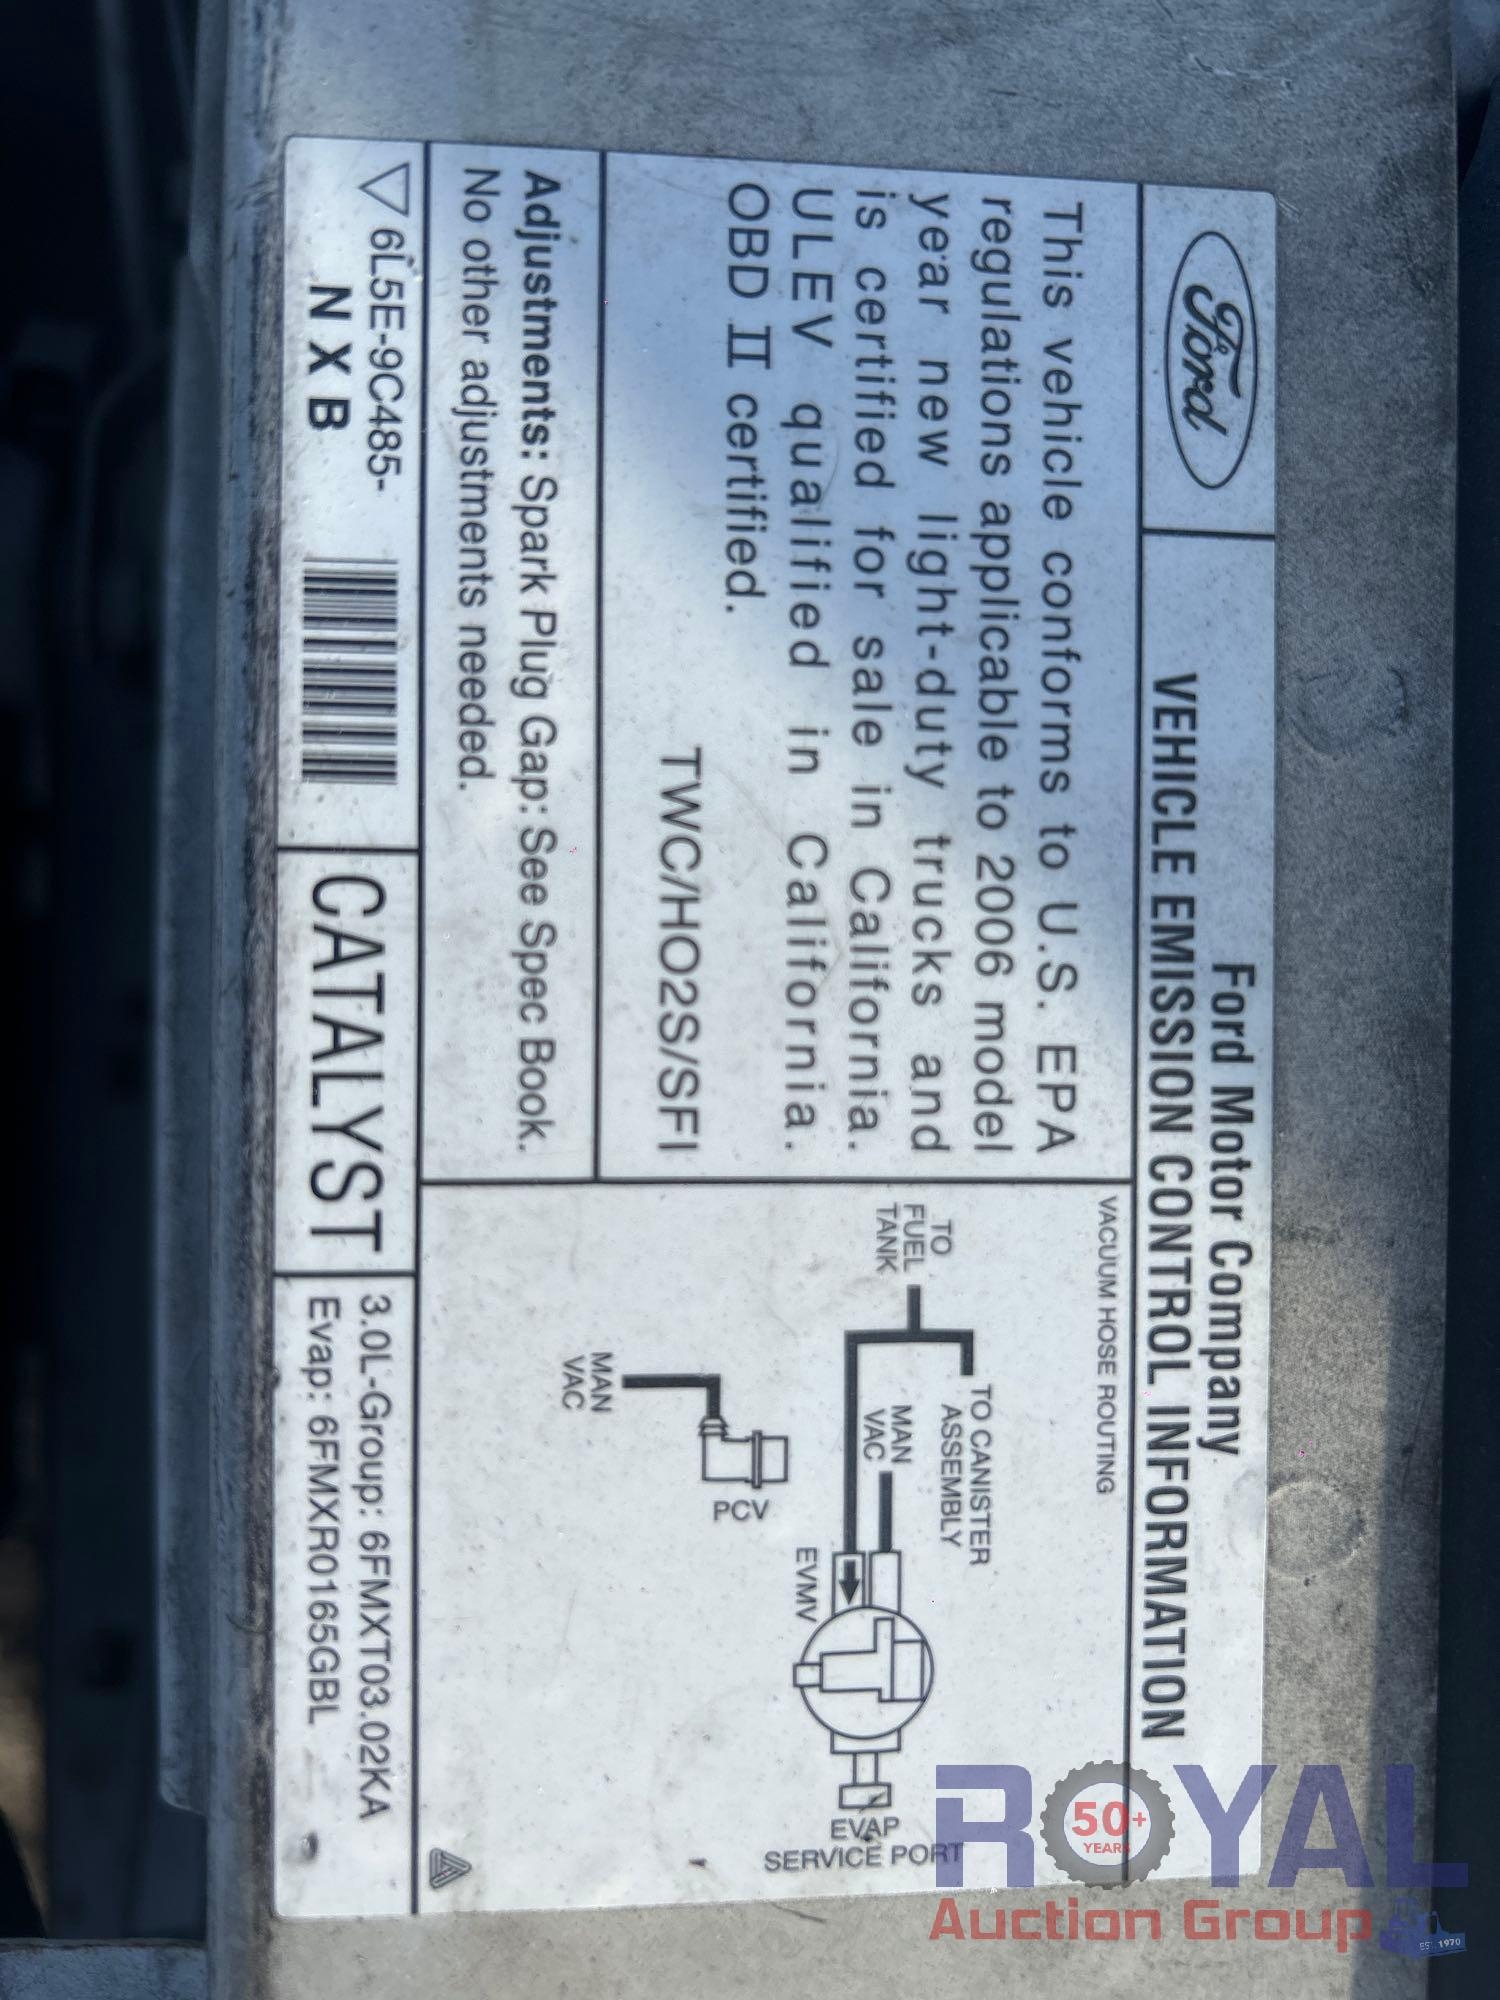 Ford
Ford Motor Company
VEHICLE EMISSION CONTROL INFORMATION
This vehicle conforms to U.S. EPA
regulations applicable to 2006 model
year new light-duty trucks and
is certified for sale in California.
ULEV qualified in California.
OBD II certified.
TWC/HO2S/SFI
Adjustments: Spark Plug Gap: See Spec Book.
No other adjustments needed.
VACUUM HOSE ROUTING
TO
FUEL
TANK
TO CANISTER
ASSEMBLY
MAN
VAC
EVMV
EVAP
SERVICE PORT
PCV
MAN
VAC
6L5E-9C485-
NXB
CATALYST
3.0L-Group: 6FMXT03.02KA
Evap: 6FMXR0165GBL
ROYAL
50+
YEARS
Auction Group
EST. 1970